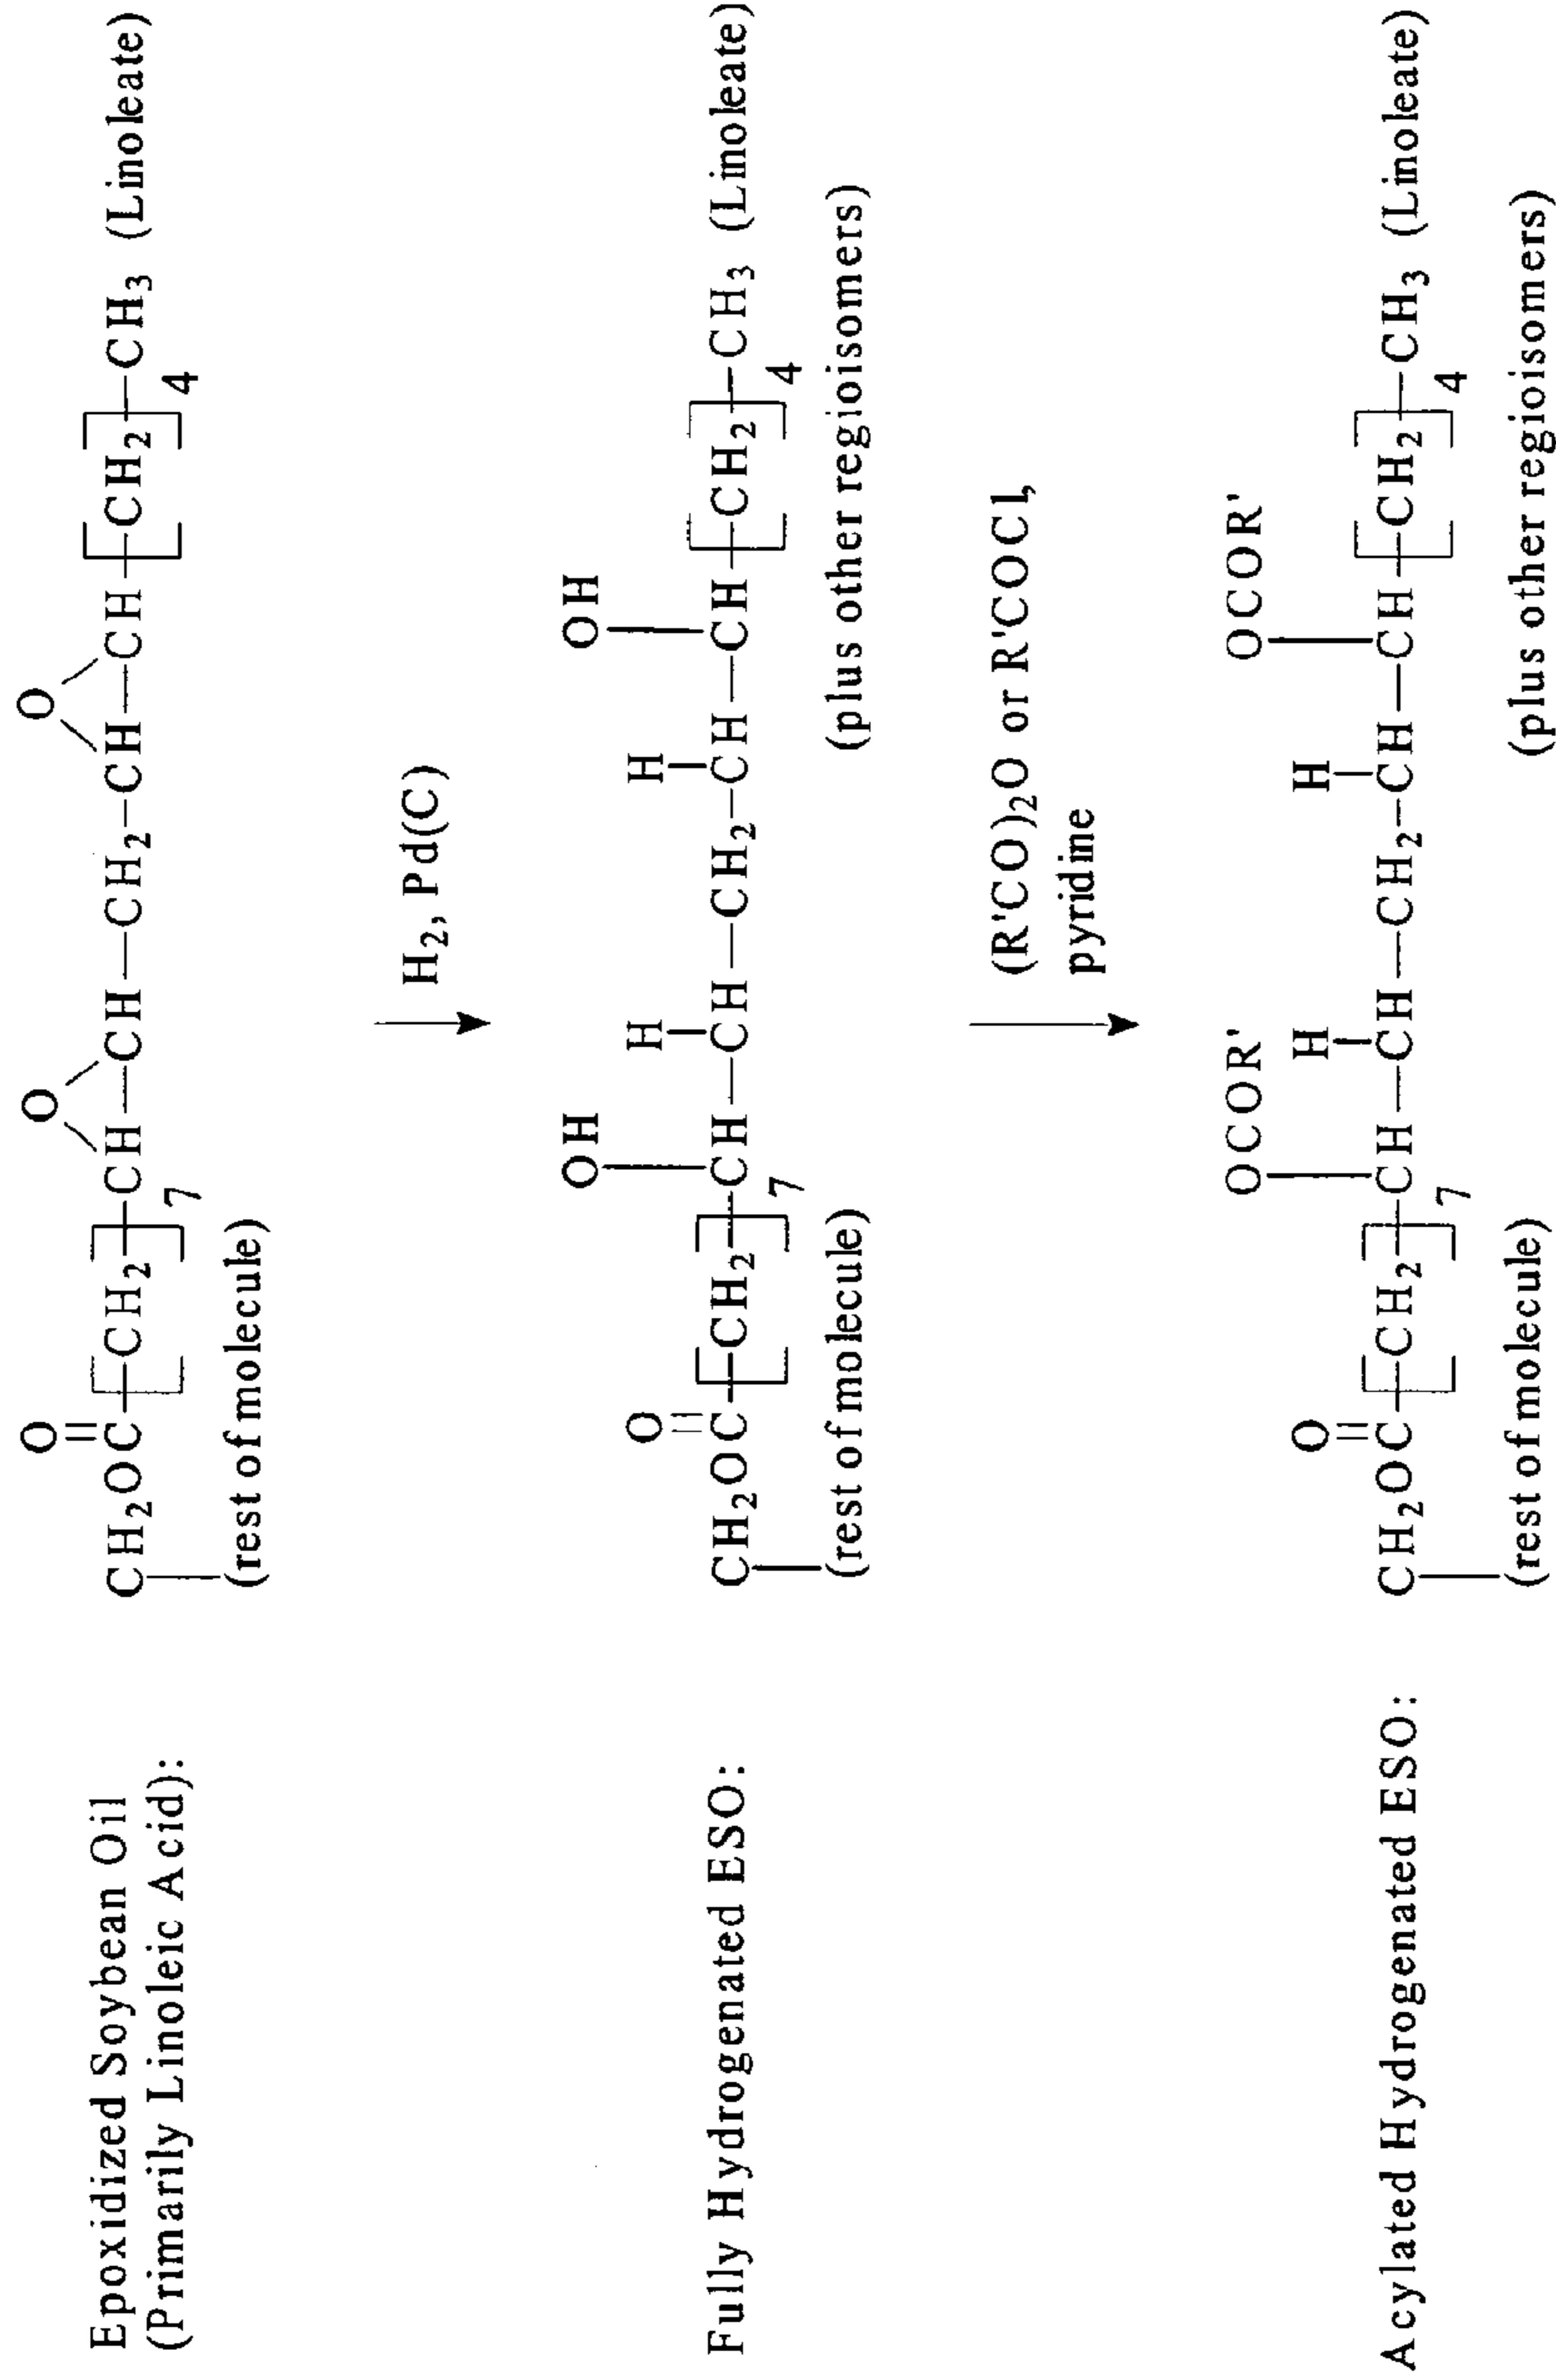 Epoxidized Soybean Oil
(Primarily Linoleic Acid):
O O O
CH2OC—[CH2]7—CH—CH—CH2—CH—CH—[CH2]4—CH3 (Linoleate)
(rest of molecule)
H2, Pd(C)
OH H H OH
O
Fully Hydrogenated ESO: CH2OC—[CH2]7—CH—CH—CH2—CH—CH—[CH2]4—CH3 (Linoleate)
(rest of molecule) (plus other regioisomers)
(R'CO)2O or R'COCl,
pyridine
OCOR' OCOR'
O H H
Acylated Hydrogenated ESO: CH2OC—[CH2]7—CH—CH—CH2—CH—CH—[CH2]4—CH3 (Linoleate)
(rest of molecule) (plus other regioisomers)